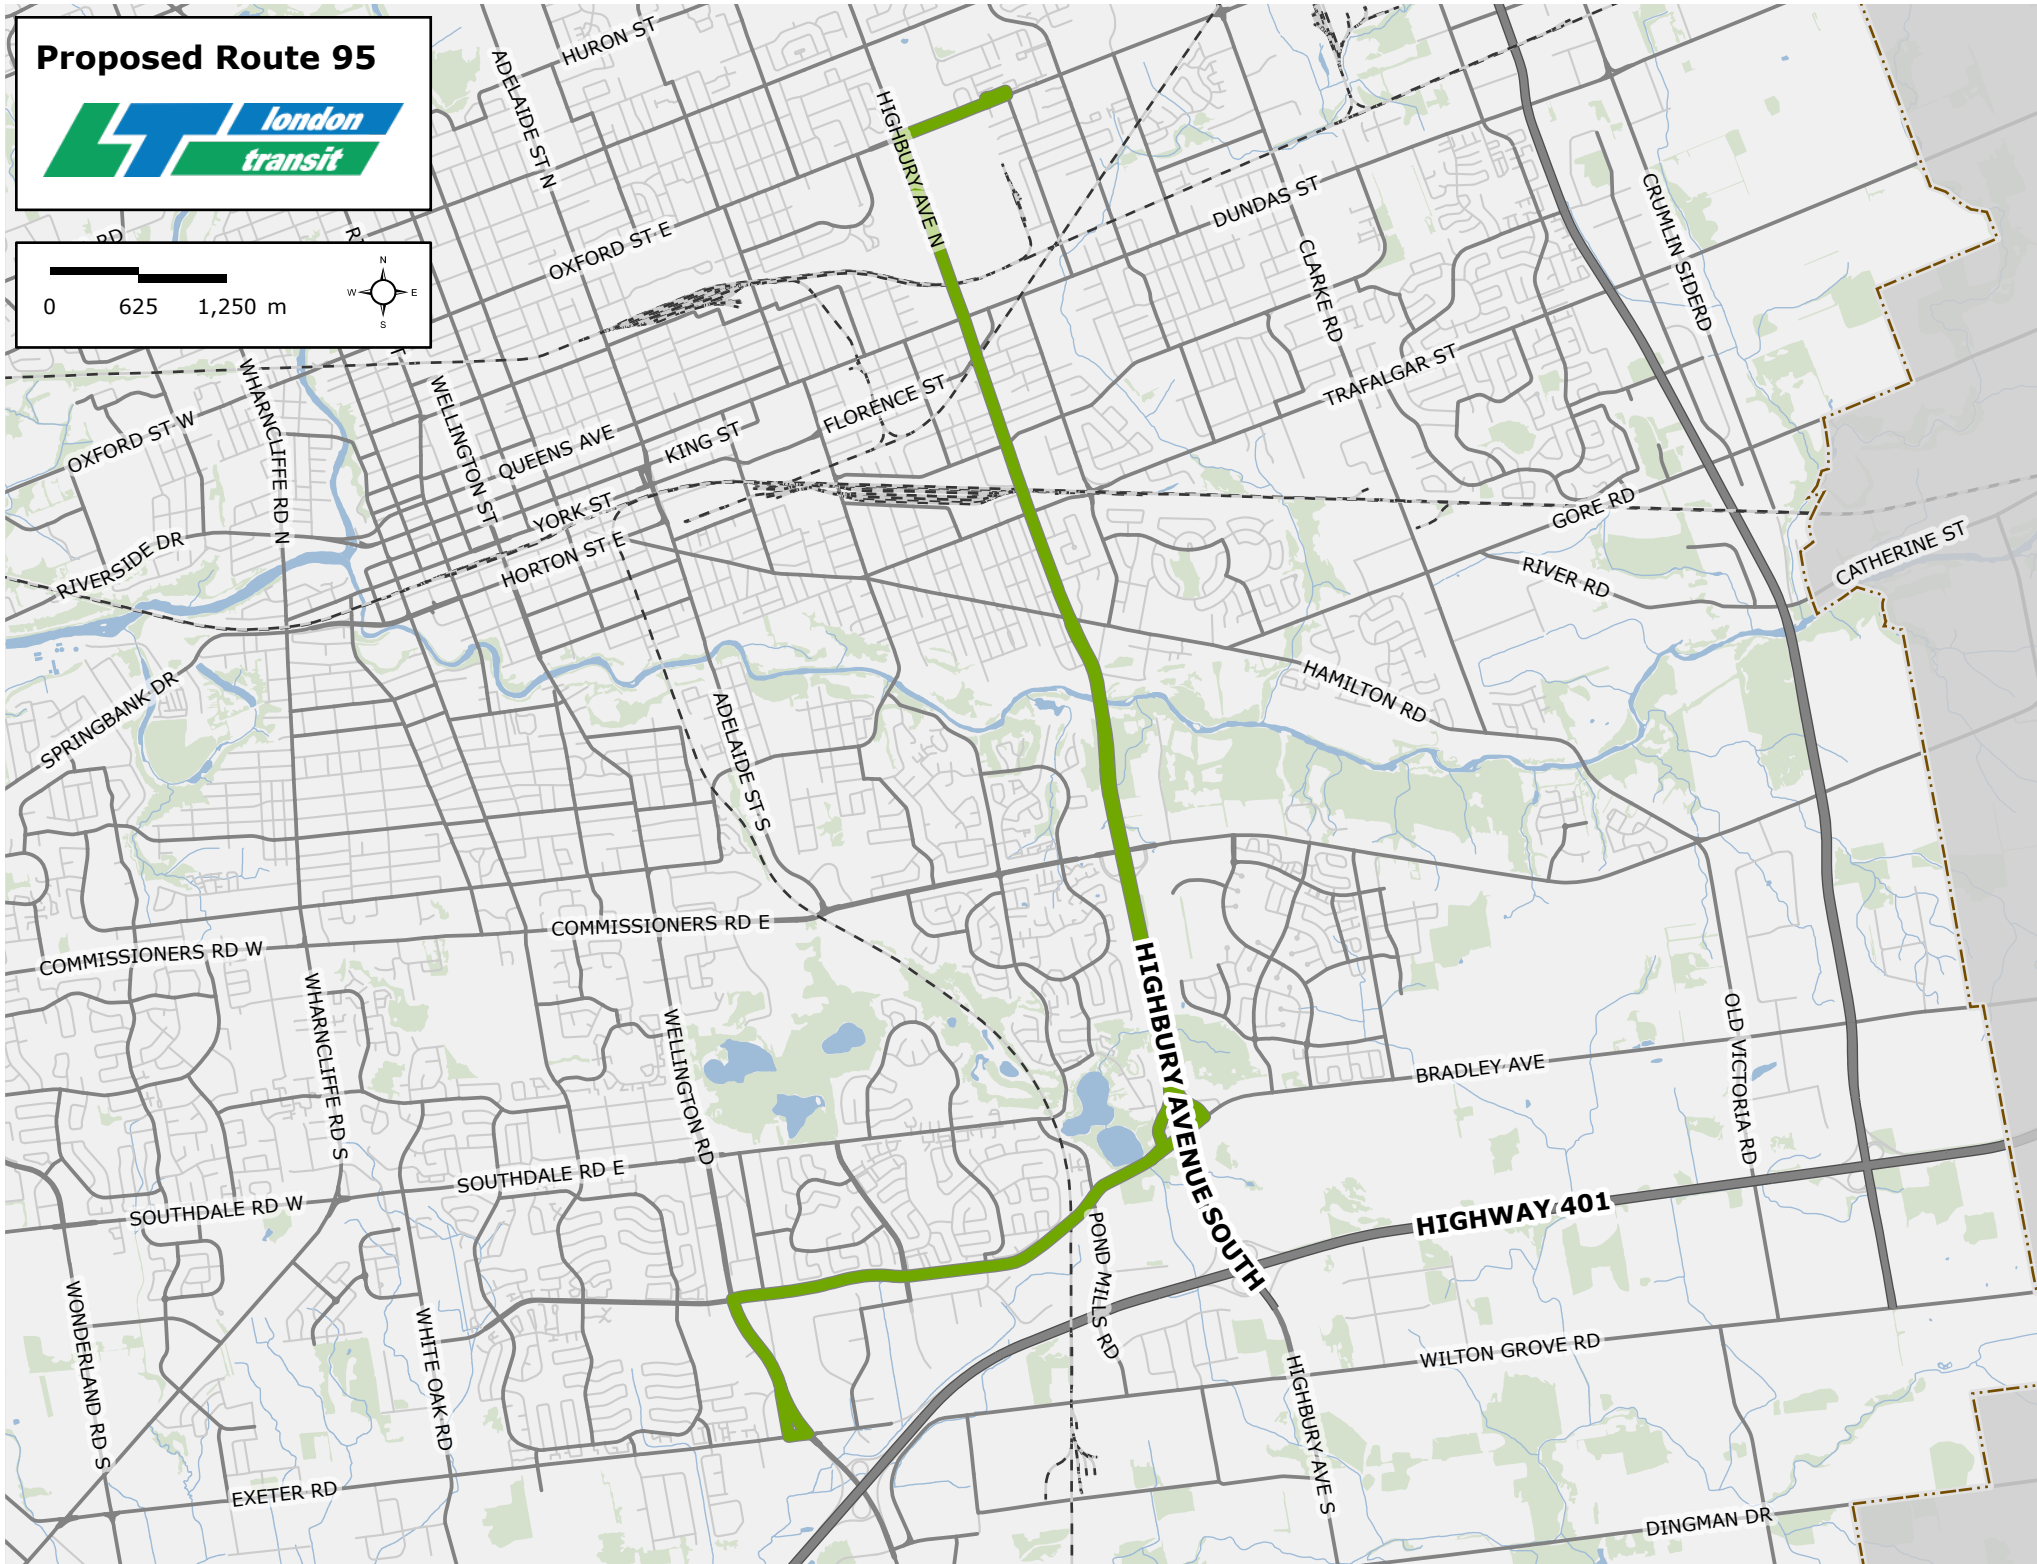 Proposed Route 95
london
transit
0 625 1,250 m
N
W E
S
HURON ST
ADELAIDE ST N
HIGHBURY AVE N
OXFORD ST E
DUNDAS ST
CLARKE RD
CRUMLIN SIDERD
RD
WHARNCLIFFE RD N
OXFORD ST W
WELLINGTON ST
QUEENS AVE
KING ST
FLORENCE ST
TRAFALGAR ST
YORK ST
HORTON ST E
RIVERSIDE DR
GORE RD
RIVER RD
CATHERINE ST
SPRINGBANK DR
ADELAIDE ST S
HAMILTON RD
COMMISSIONERS RD E
COMMISSIONERS RD W
WHARNCLIFFE RD S
WELLINGTON RD
HIGHBURY AVENUE SOUTH
OLD VICTORIA RD
BRADLEY AVE
SOUTHDALE RD E
SOUTHDALE RD W
POND MILLS RD
HIGHWAY 401
WONDERLAND RD S
WHITE OAK RD
WILTON GROVE RD
HIGHBURY AVE S
EXETER RD
DINGMAN DR